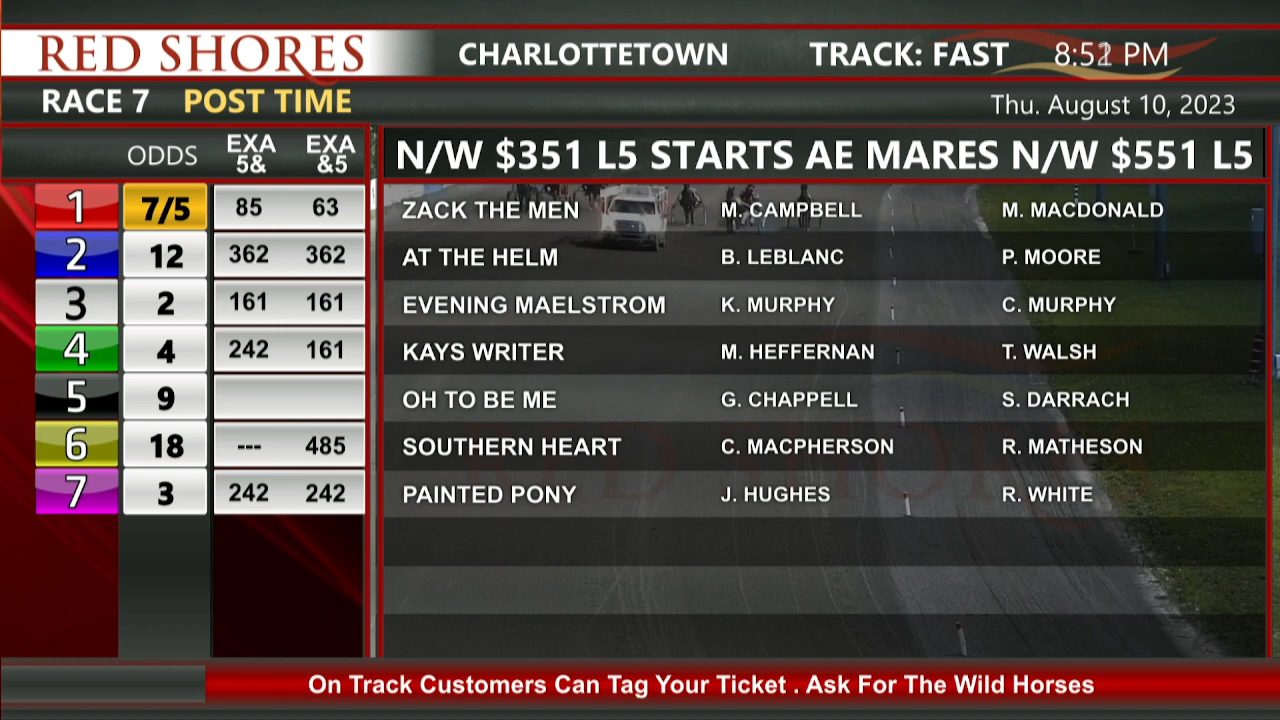 RED SHORES CHARLOTTETOWN TRACK: FAST PM
RACE 7 POST TIME Thu. August 10, 2023
ODDS EXA 5& EXA &5 N/W $351 L5 STARTS AE MARES N/W $551 L5
1 7/5 85 63 ZACK THE MEN M. CAMPBELL M. MACDONALD
2 12 362 362 AT THE HELM B. LEBLANC P. MOORE
3 2 161 161 EVENING MAELSTROM K. MURPHY C. MURPHY
4 4 242 161 KAYS WRITER M. HEFFERNAN T. WALSH
5 9 OH TO BE ME G. CHAPPELL S. DARRACH
6 18 --- 485 SOUTHERN HEART C. MACPHERSON R. MATHESON
7 3 242 242 PAINTED PONY J. HUGHES R. WHITE
On Track Customers Can Tag Your Ticket . Ask For The Wild Horses